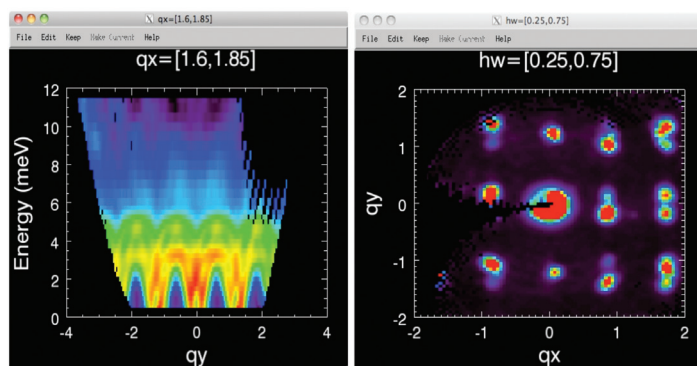 qx=[1.6,1.85]
File Edit Keep Make Current Help
qx=[1.6,1.85]
Energy (meV)
12
10
8
6
4
2
0
-4 -2 0 2 4
qy
hw=[0.25,0.75]
File Edit Keep Make Current Help
hw=[0.25,0.75]
qy
2
1
0
-1
-2
-2 -1 0 1 2
qx